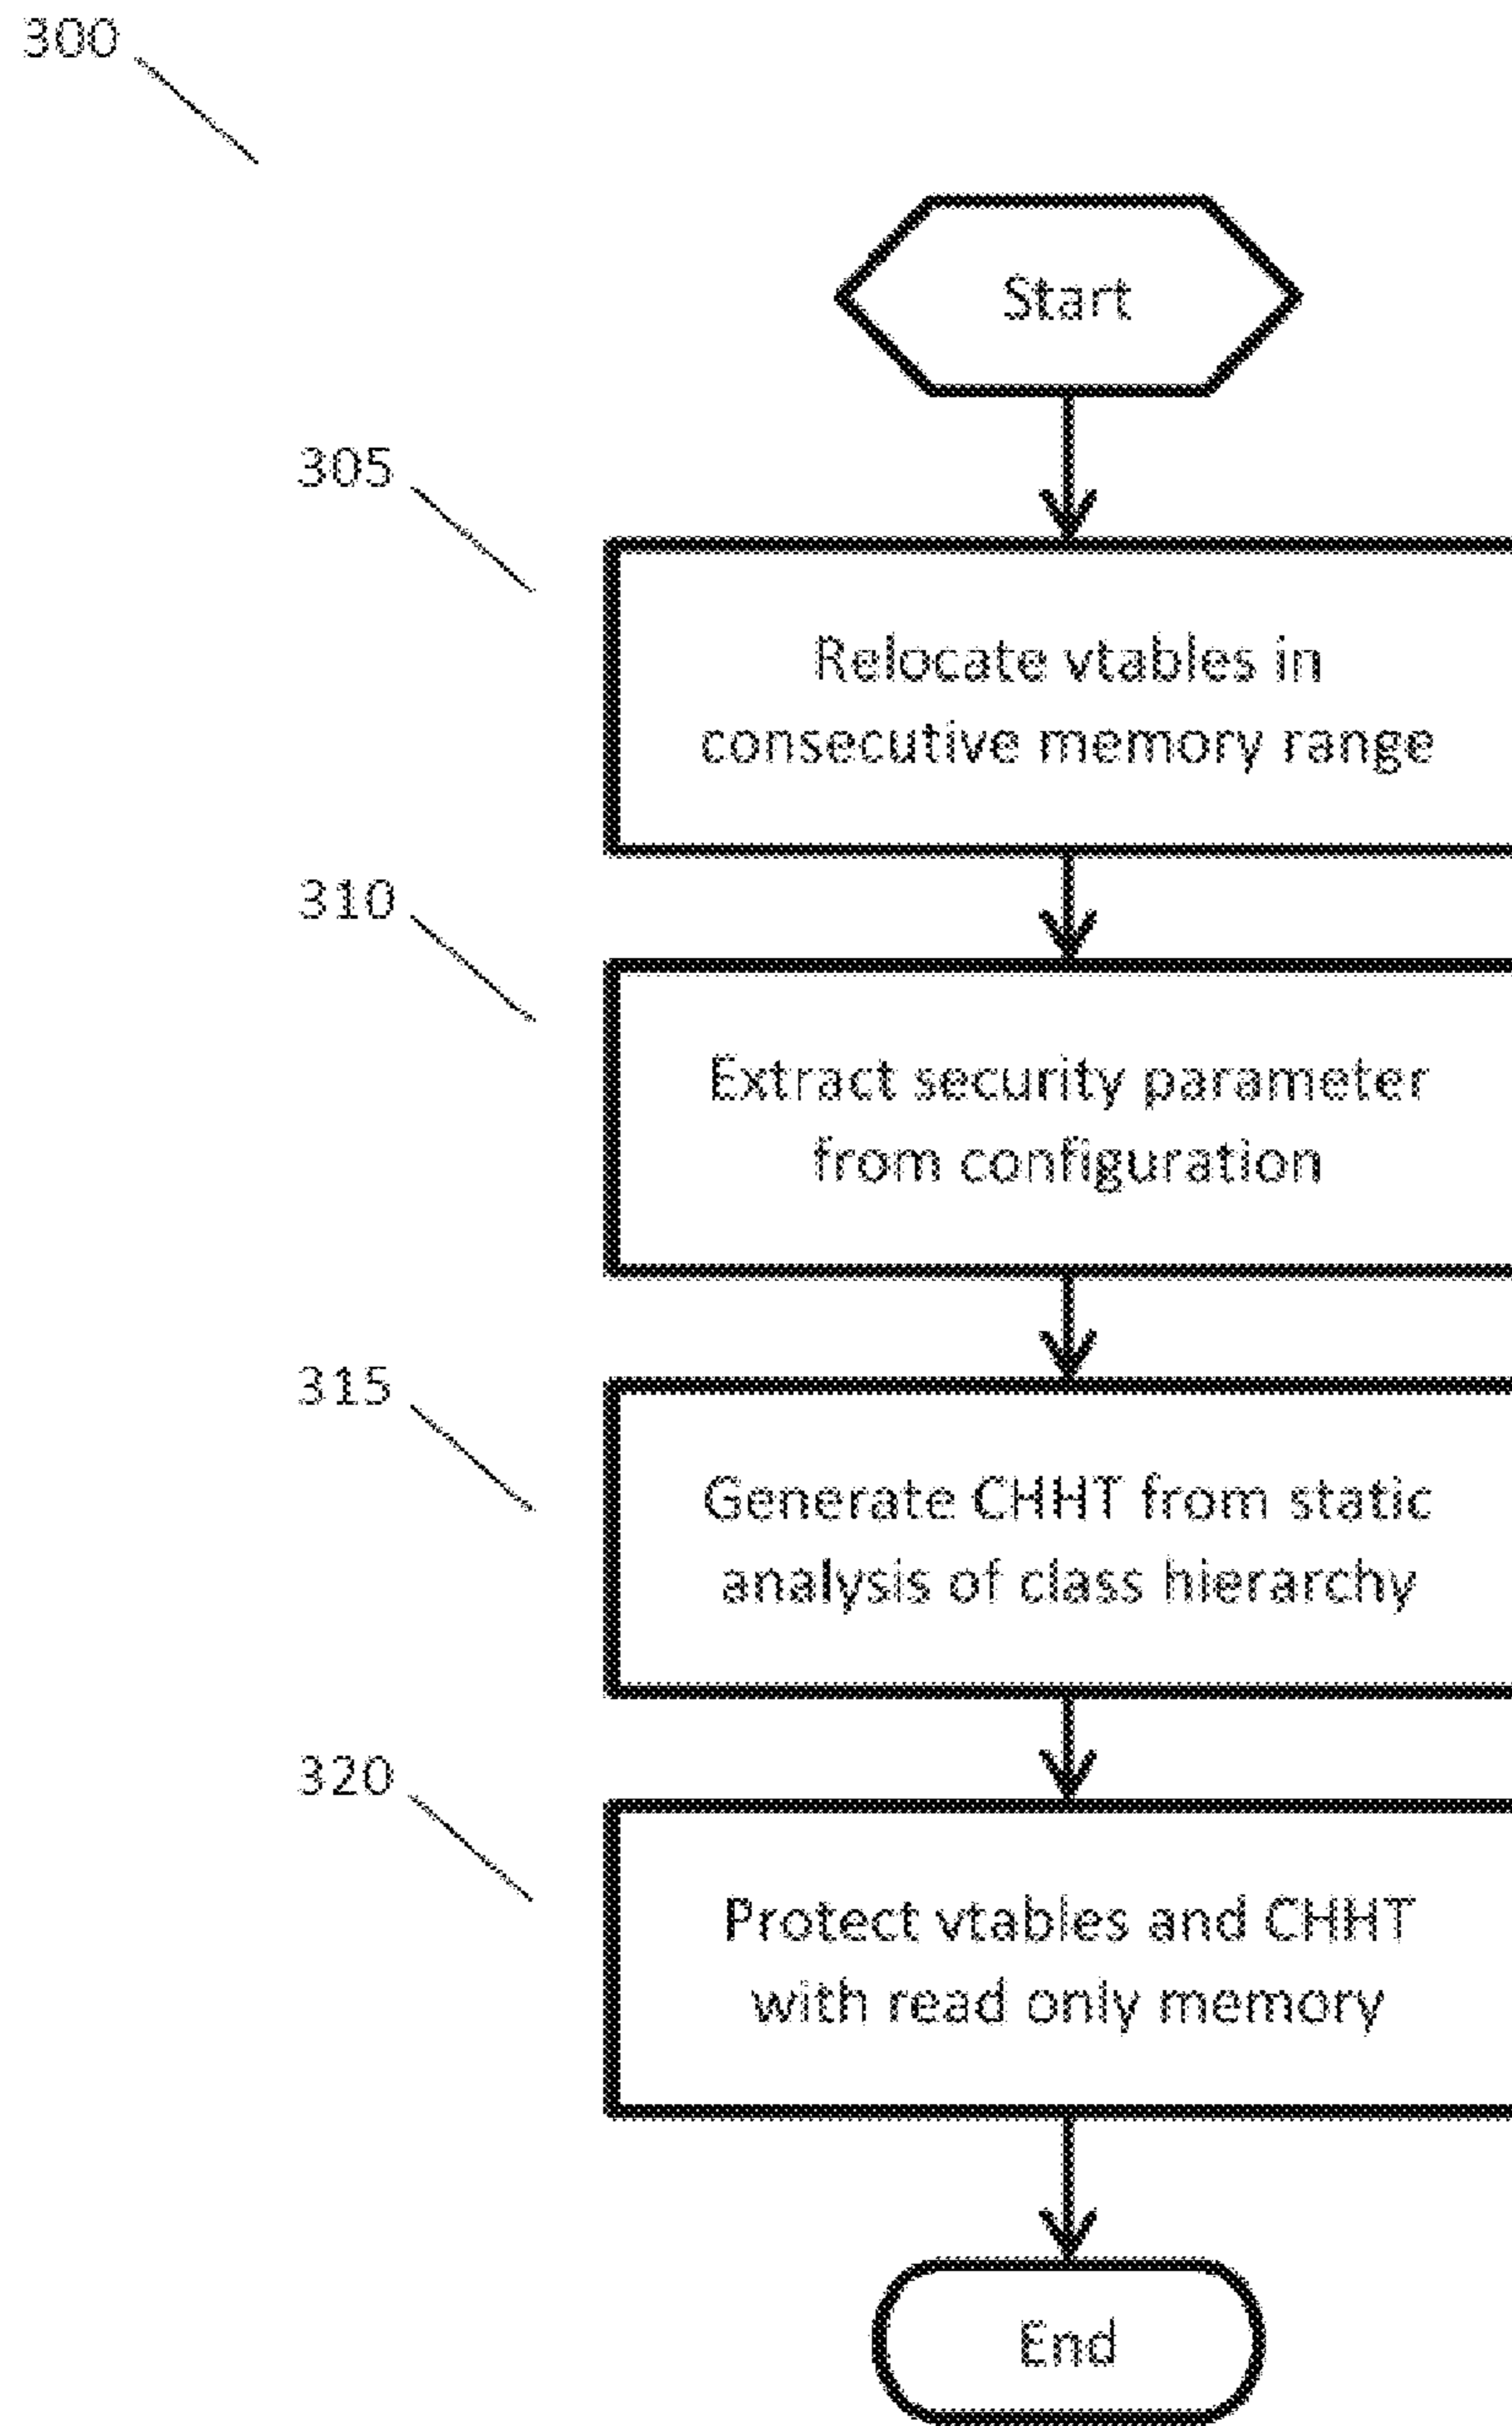 300
Start
305
Relocate vtables in
consecutive memory range
310
Extract security parameter
from configuration
315
Generate CHHT from static
analysis of class hierarchy
320
Protect vtables and CHHT
with read only memory
End